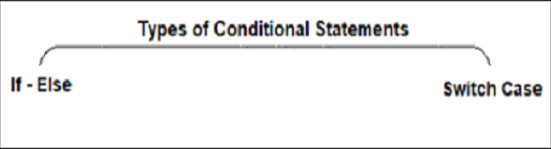 Types of Conditional Statements
If - Else
Switch Case